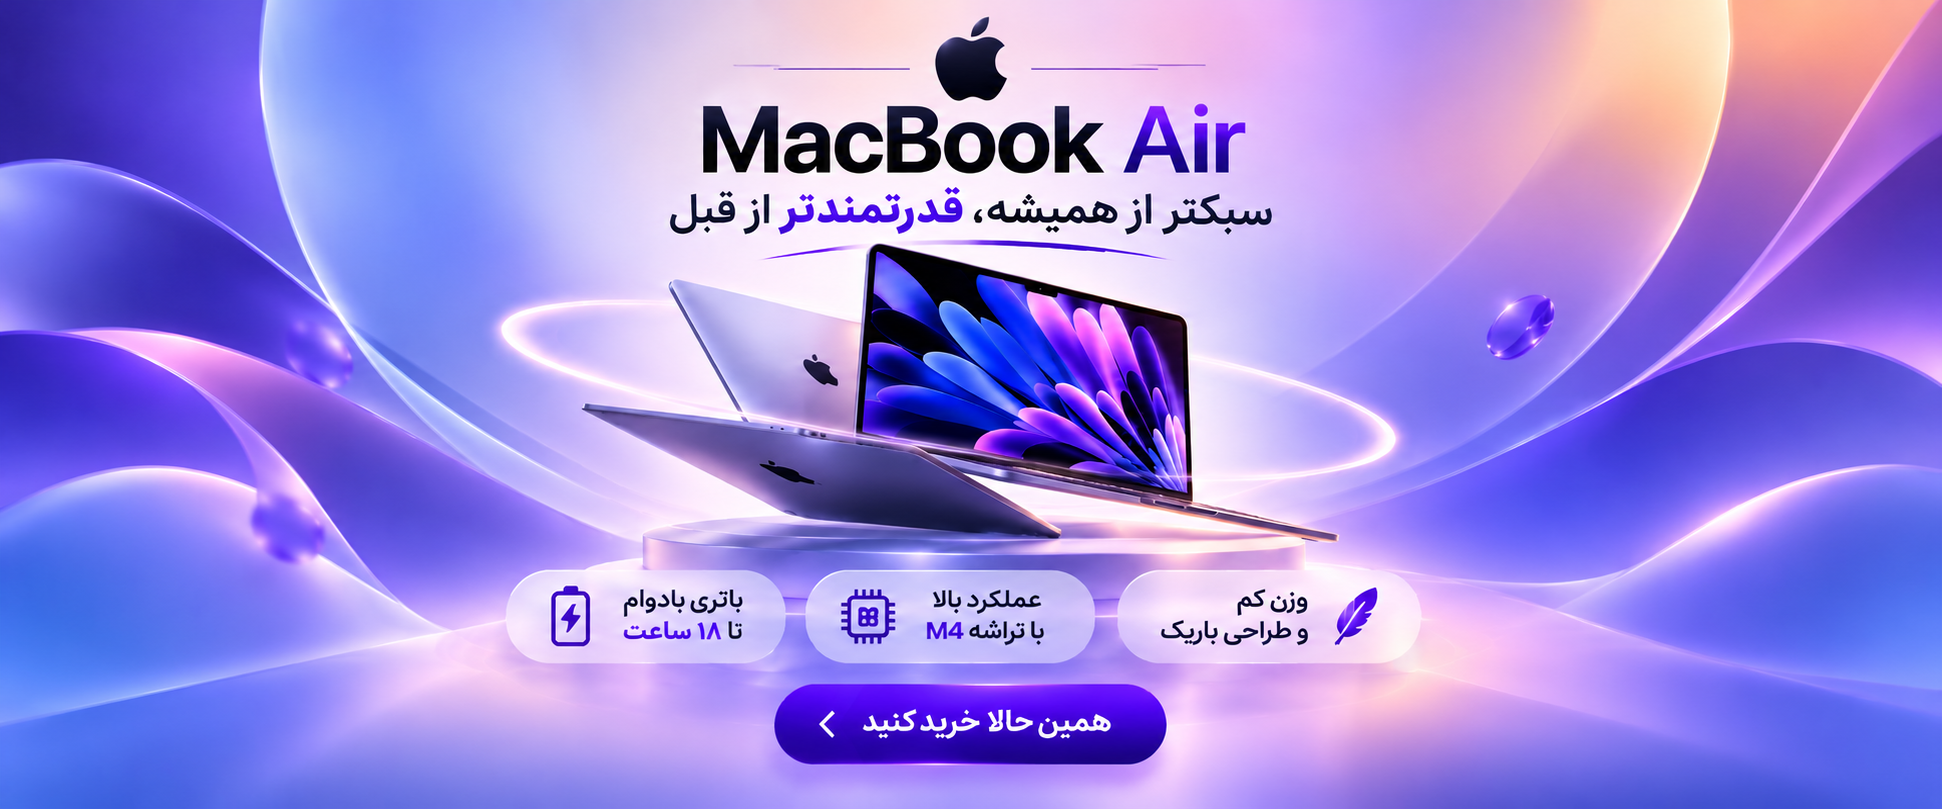 MacBook Air
سبکتر از همیشه، قدرتمندتر از قبل
وزن کم
و طراحی باریک
عملکرد بالا
با تراشه M4
باتری بادوام
تا ۱۸ ساعت
همین حالا خرید کنید